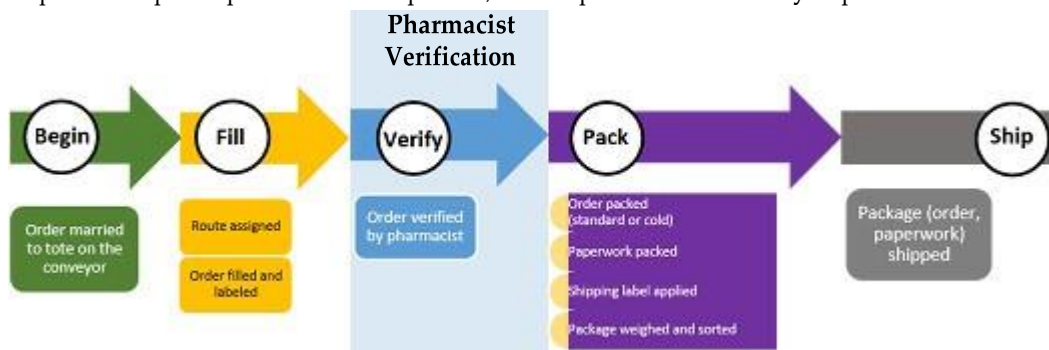 Pharmacist
Verification
Begin
Fill
Verify
Pack
Ship
Order married
to tote on the
conveyor
Route assigned
Order filled and
labeled
Order verified
by pharmacist
Order packed
(standard or cold)
Paperwork packed
Shipping label applied
Package weighed and sorted
Package (order,
paperwork)
shipped